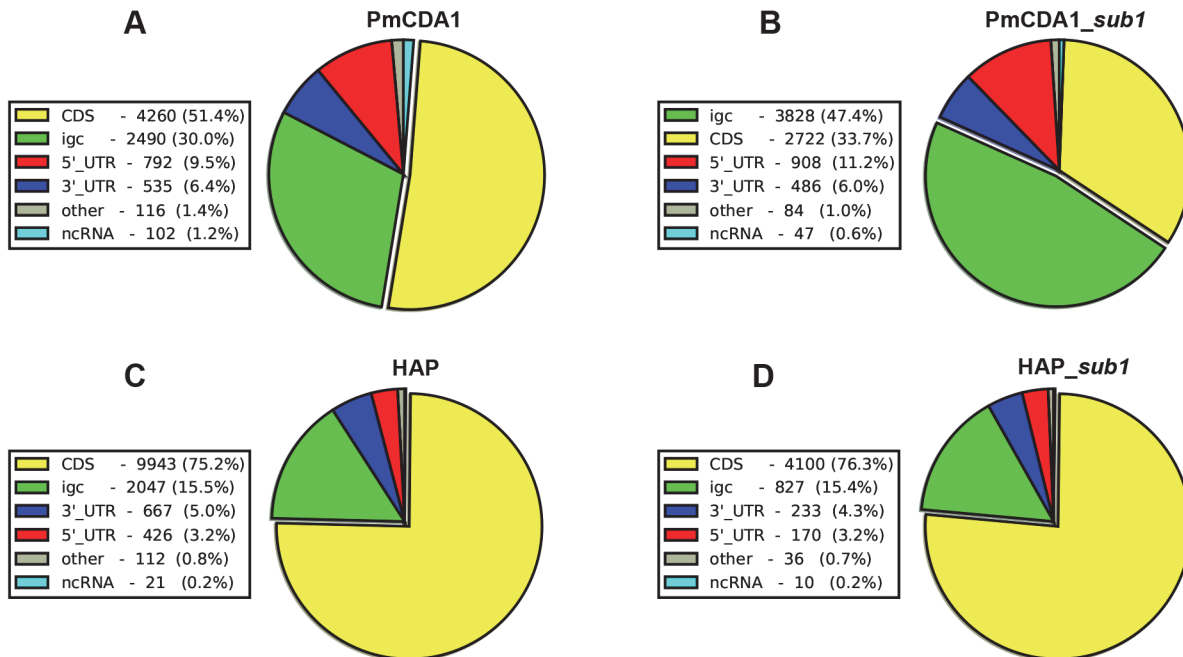 A
PmCDA1
CDS - 4260 (51.4%)
igc - 2490 (30.0%)
5'_UTR - 792 (9.5%)
3'_UTR - 535 (6.4%)
other - 116 (1.4%)
ncRNA - 102 (1.2%)
B
PmCDA1_sub1
igc - 3828 (47.4%)
CDS - 2722 (33.7%)
5'_UTR - 908 (11.2%)
3'_UTR - 486 (6.0%)
other - 84 (1.0%)
ncRNA - 47 (0.6%)
C
HAP
CDS - 9943 (75.2%)
igc - 2047 (15.5%)
3'_UTR - 667 (5.0%)
5'_UTR - 426 (3.2%)
other - 112 (0.8%)
ncRNA - 21 (0.2%)
D
HAP_sub1
CDS - 4100 (76.3%)
igc - 827 (15.4%)
3'_UTR - 233 (4.3%)
5'_UTR - 170 (3.2%)
other - 36 (0.7%)
ncRNA - 10 (0.2%)